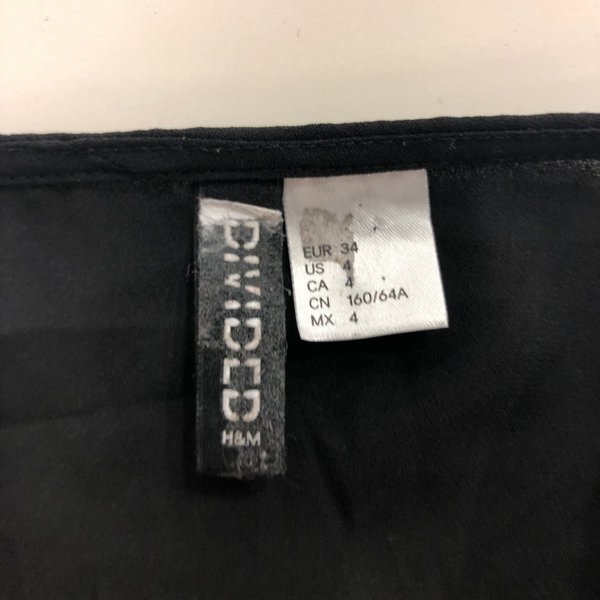 DIVIDED
H&M
EUR 34
US 4
CA 4
CN 160/64A
MX 4